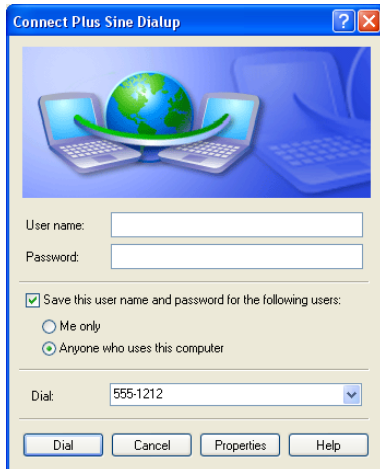 Connect Plus Sine Dialup
User name:
Password:
Save this user name and password for the following users:
Me only
Anyone who uses this computer
Dial: 555-1212
Dial Cancel Properties Help